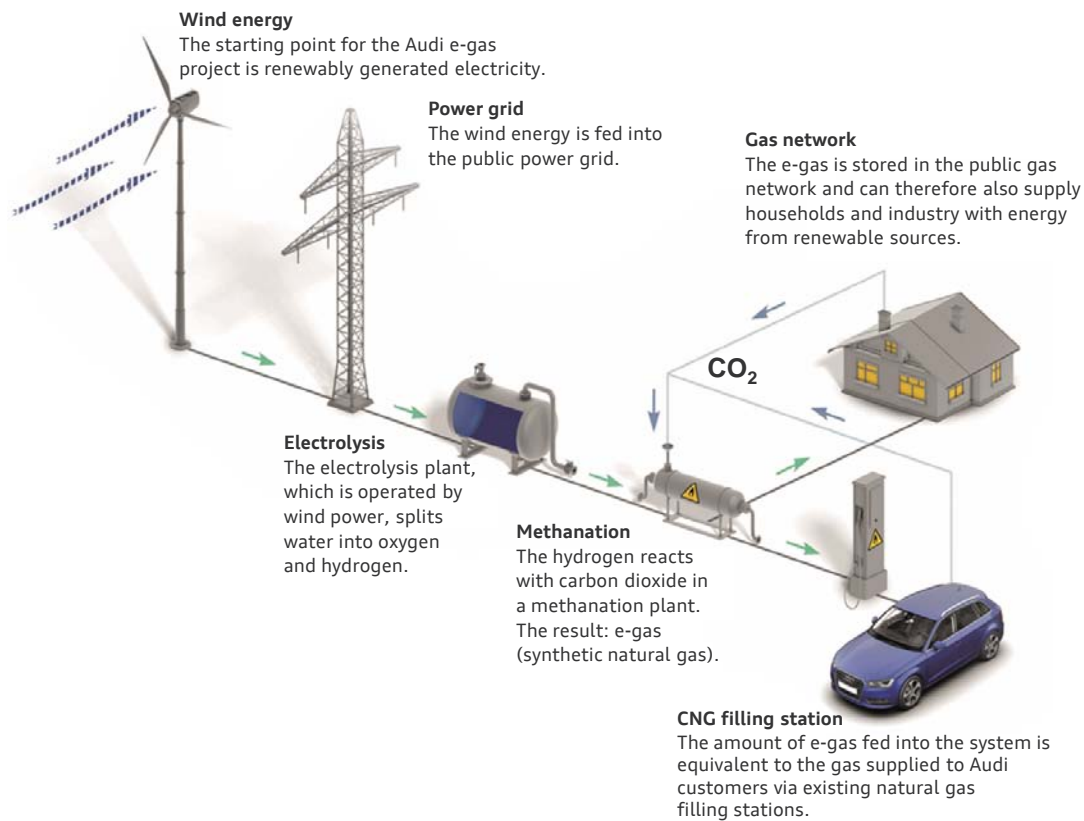 Wind energy
The starting point for the Audi e-gas
project is renewably generated electricity.
Power grid
The wind energy is fed into
the public power grid.
Gas network
The e-gas is stored in the public gas
network and can therefore also supply
households and industry with energy
from renewable sources.
CO₂
Electrolysis
The electrolysis plant,
which is operated by
wind power, splits
water into oxygen
and hydrogen.
Methanation
The hydrogen reacts
with carbon dioxide in
a methanation plant.
The result: e-gas
(synthetic natural gas).
CNG filling station
The amount of e-gas fed into the system is
equivalent to the gas supplied to Audi
customers via existing natural gas
filling stations.